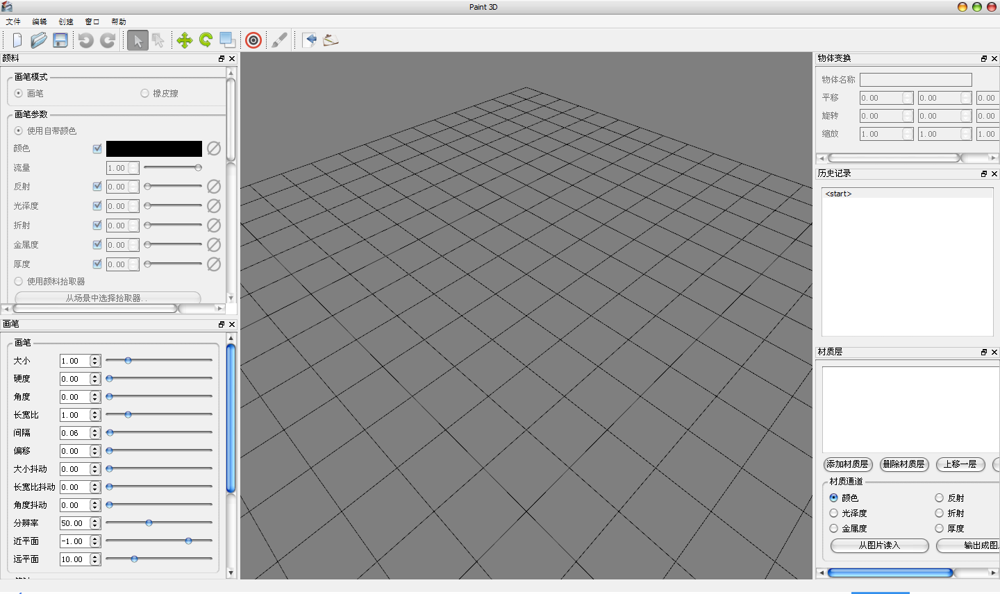 Paint 3D
文件 编辑 创建 窗口 帮助
颜料
画笔模式
画笔 橡皮擦
画笔参数
使用自带颜色
颜色
流量 1.00
反射 0.00
光泽度 0.00
折射 0.00
金属度 0.00
厚度 0.00
使用颜料拾取器
从场景中选择拾取器..
画笔
画笔
大小 1.00
硬度 0.00
角度 0.00
长宽比 1.00
间隔 0.06
偏移 0.00
大小抖动 0.00
长宽比抖动 0.00
角度抖动 0.00
分辨率 50.00
近平面 -1.00
远平面 10.00
物体变换
物体名称
平移 0.00 0.00 0.00
旋转 0.00 0.00 0.00
缩放 1.00 1.00 1.00
历史记录
<start>
材质层
添加材质层 删除材质层 上移一层
材质通道
颜色 反射
光泽度 折射
金属度 厚度
从图片读入 输出成图